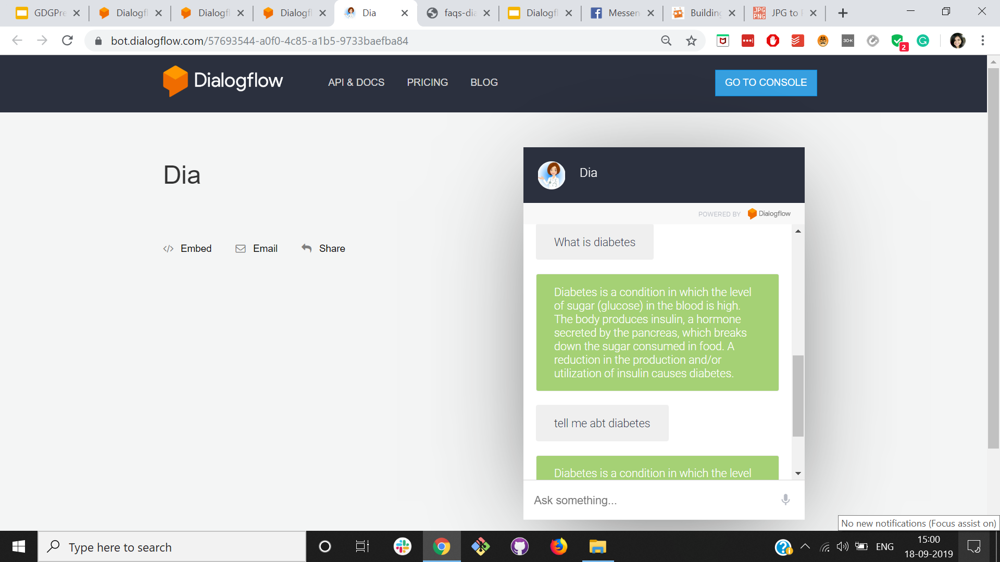 GDGPre
Dialogfl
Dialogfl
Dialogfl
Dia
faqs-dia
Dialogfl
Messen
Building
JPG to
JPG
PNG
bot.dialogflow.com/57693544-a0f0-4c85-a1b5-9733baefba84
30+
2
G
Dialogflow
API & DOCS
PRICING
BLOG
GO TO CONSOLE
Dia
Embed
Email
Share
Dia
POWERED BY Dialogflow
What is diabetes
Diabetes is a condition in which the level
of sugar (glucose) in the blood is high.
The body produces insulin, a hormone
secreted by the pancreas, which breaks
down the sugar consumed in food. A
reduction in the production and/or
utilization of insulin causes diabetes.
tell me abt diabetes
Diabetes is a condition in which the level
Ask something...
No new notifications (Focus assist on)
Type here to search
ENG
15:00
18-09-2019